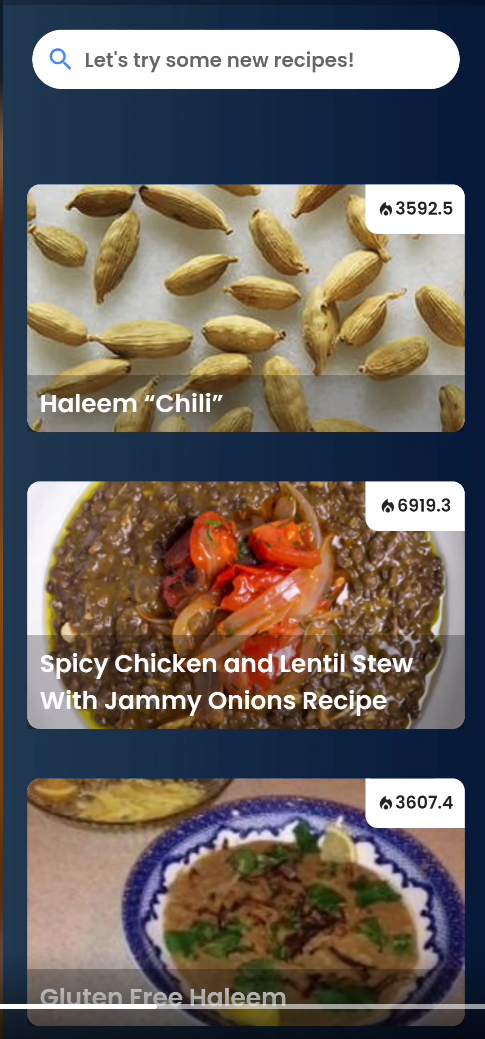 Let's try some new recipes!
3592.5
Haleem “Chili”
6919.3
Spicy Chicken and Lentil Stew
With Jammy Onions Recipe
3607.4
Gluten Free Haleem